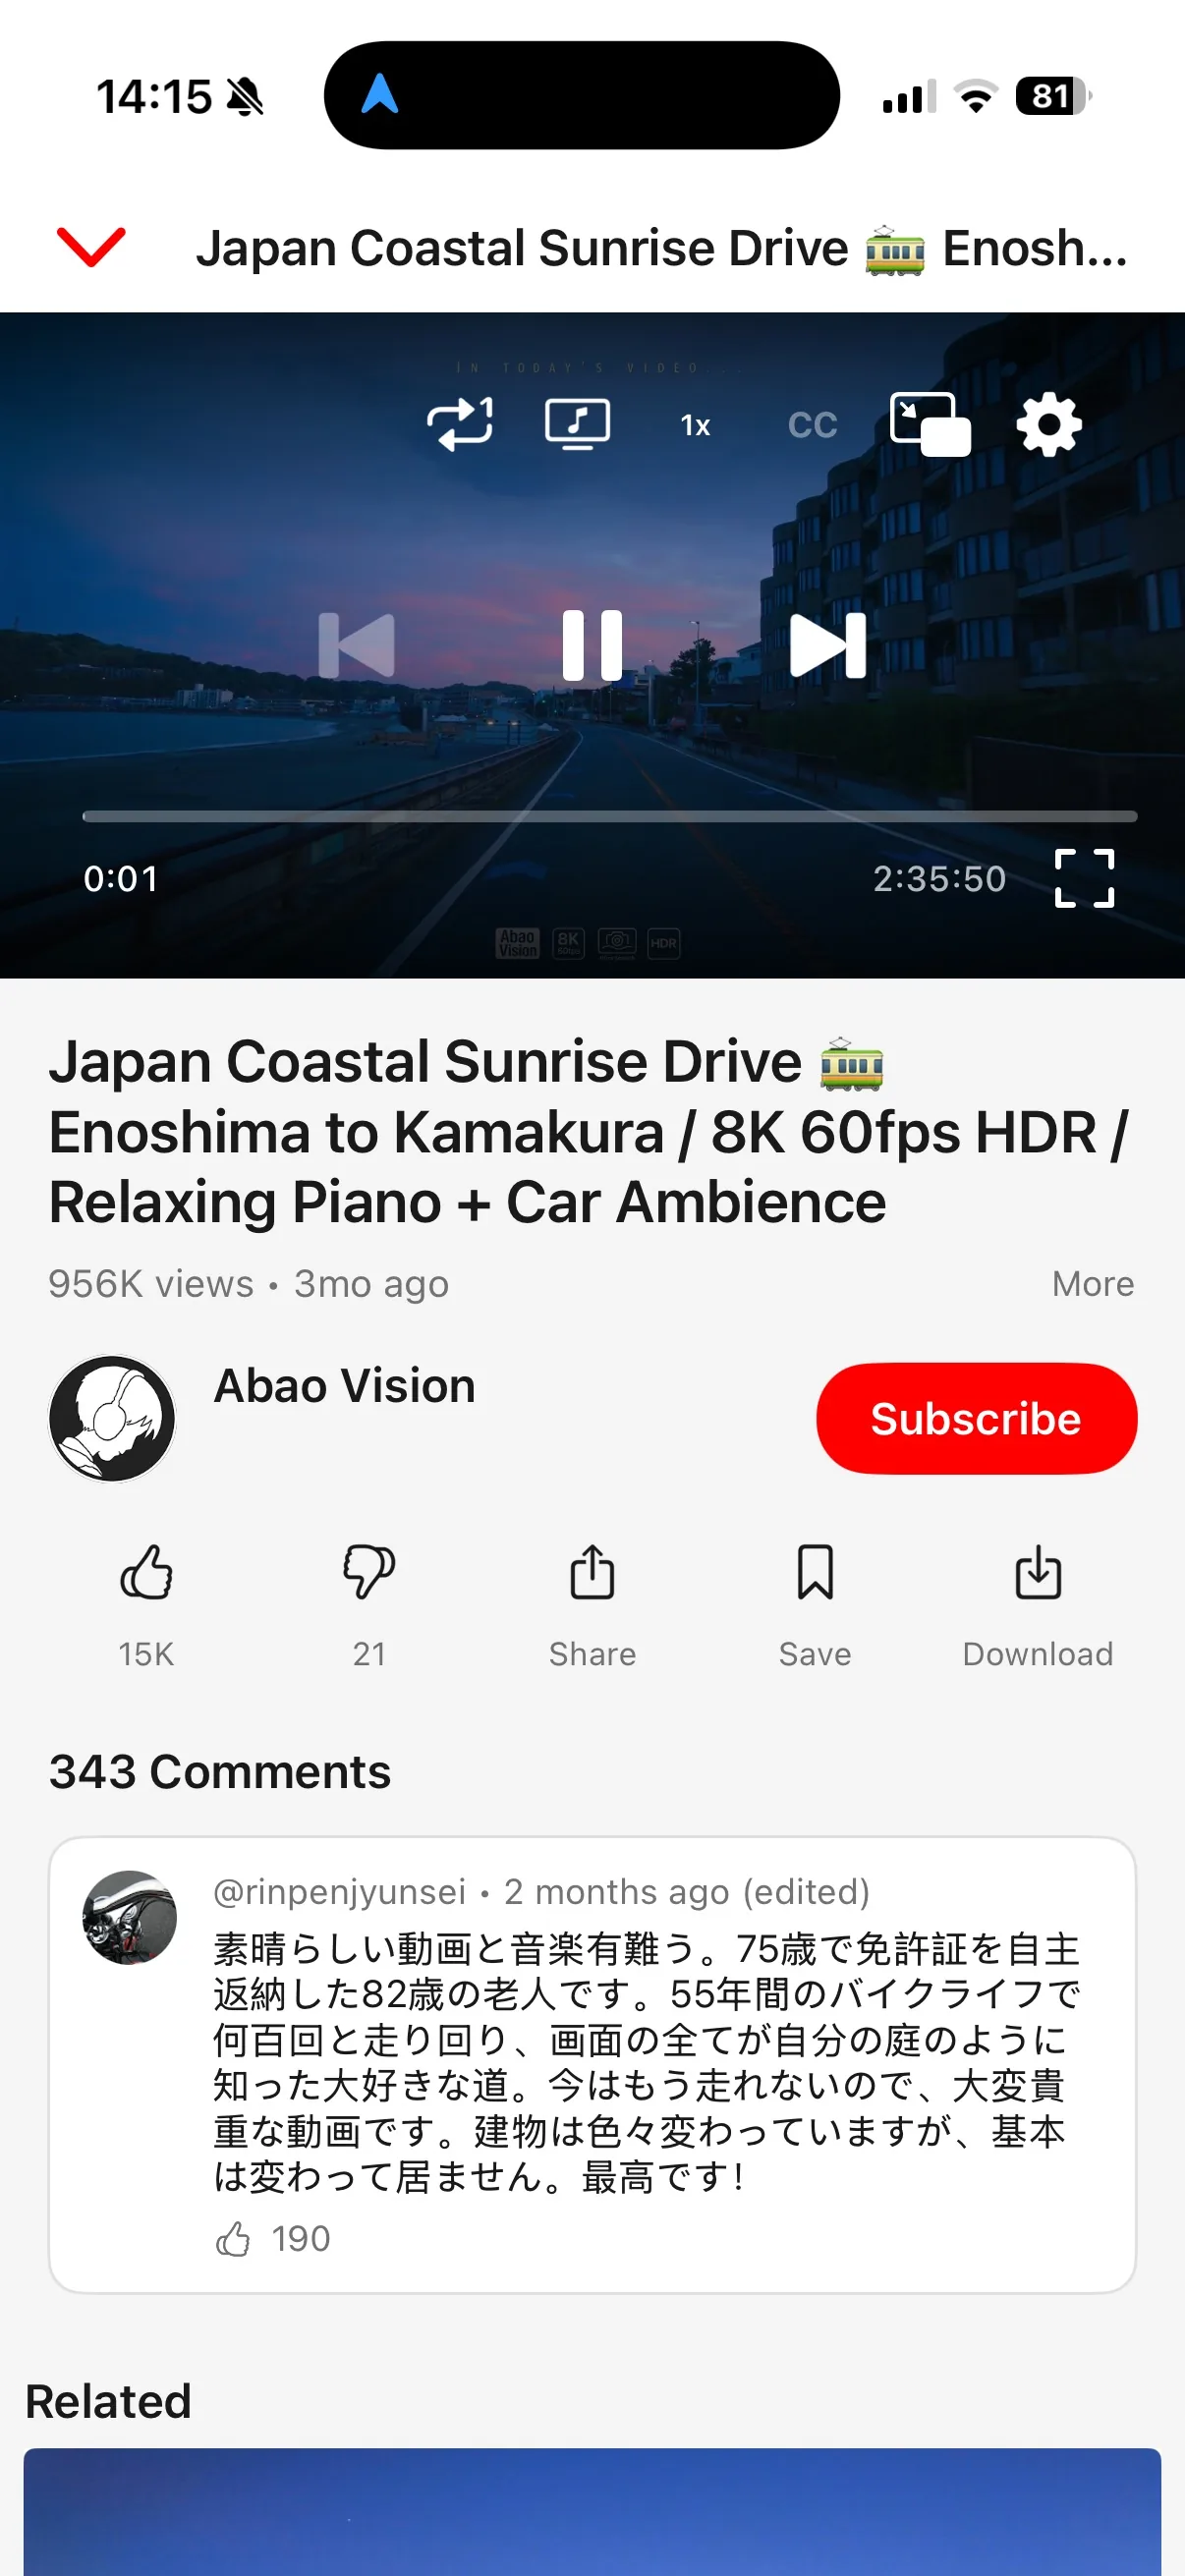 14:15
81
Japan Coastal Sunrise Drive 🚃 Enosh...
IN TODAY'S VIDEO...
1
1x
CC
0:01
2:35:50
Abao
Vision
8K
60fps
HDR
Japan Coastal Sunrise Drive 🚃
Enoshima to Kamakura / 8K 60fps HDR /
Relaxing Piano + Car Ambience
956K views • 3mo ago
More
Abao Vision
Subscribe
15K
21
Share
Save
Download
343 Comments
@rinpenjyunsei • 2 months ago (edited)
素晴らしい動画と音楽有難う。75歳で免許証を自主
返納した82歳の老人です。55年間のバイクライフで
何百回と走り回り、画面の全てが自分の庭のように
知った大好きな道。今はもう走れないので、大変貴
重な動画です。建物は色々変わっていますが、基本
は変わって居ません。最高です!
190
Related